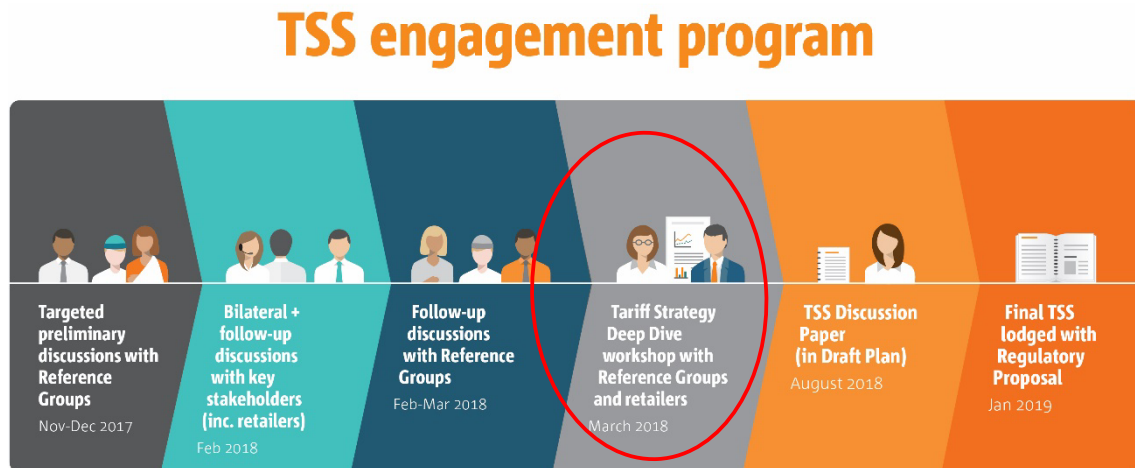 TSS engagement program
Targeted
preliminary
discussions with
Reference
Groups
Nov-Dec 2017
Bilateral +
follow-up
discussions
with key
stakeholders
(inc. retailers)
Feb 2018
Follow-up
discussions
with Reference
Groups
Feb-Mar 2018
Tariff Strategy
Deep Dive
workshop with
Reference Groups
and retailers
March 2018
TSS Discussion
Paper
(in Draft Plan)
August 2018
Final TSS
lodged with
Regulatory
Proposal
Jan 2019